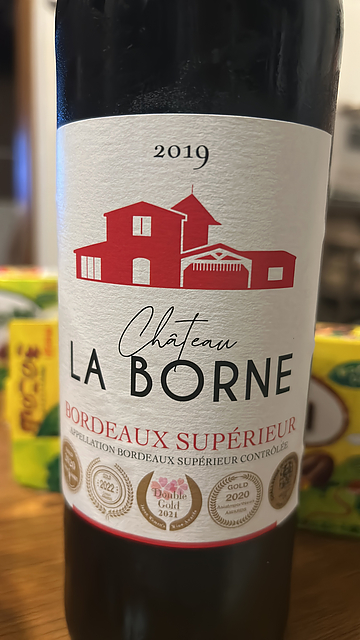 2019
Château
LA BORNE
BORDEAUX SUPÉRIEUR
APPELLATION BORDEAUX SUPÉRIEUR CONTRÔLÉE
2022
Double
Gold
2021
GOLD
2020